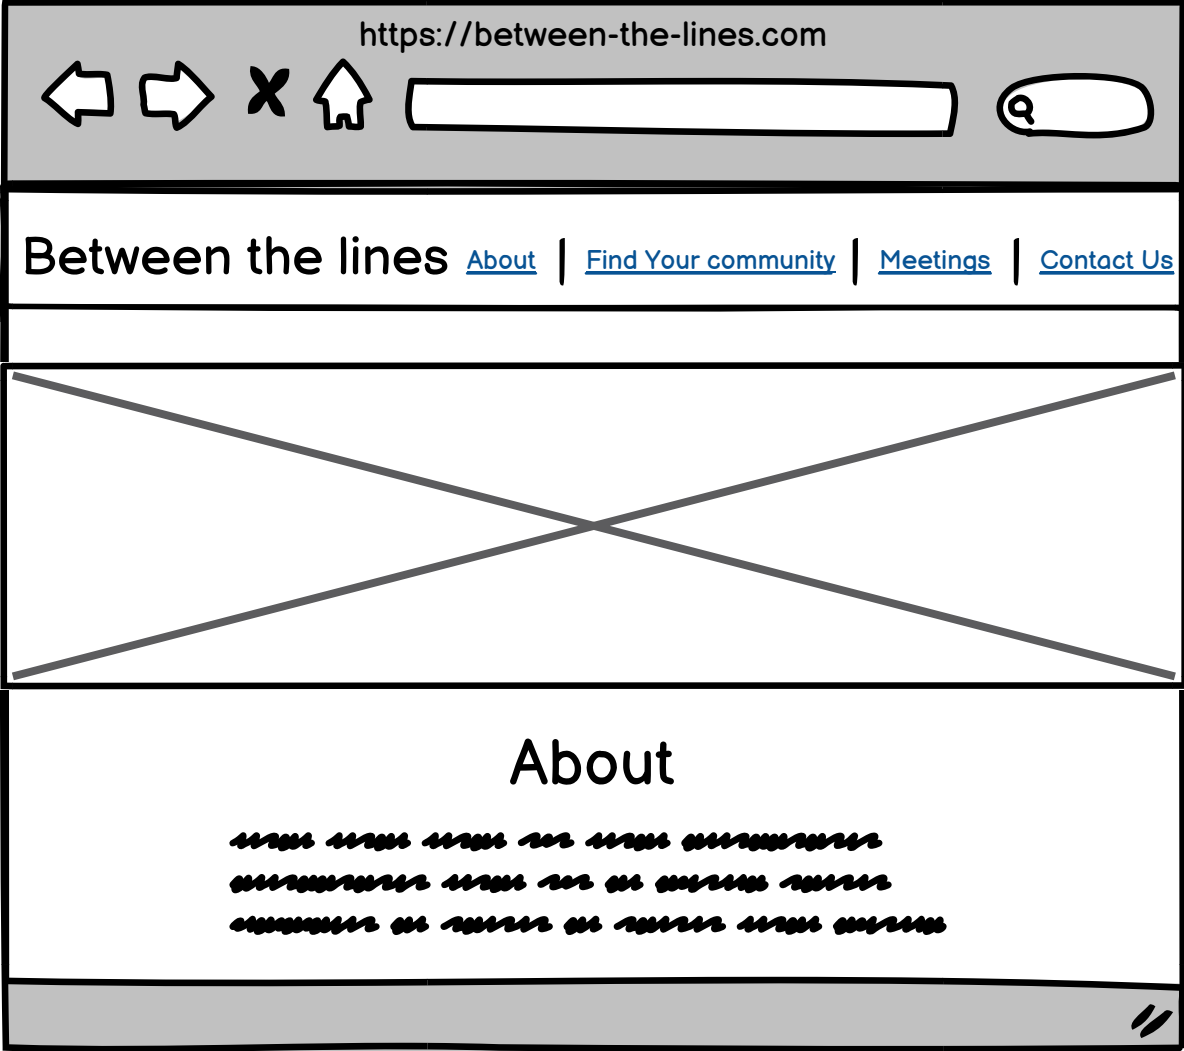 https://between-the-lines.com
Between the lines About | Find Your community | Meetings | Contact Us
About